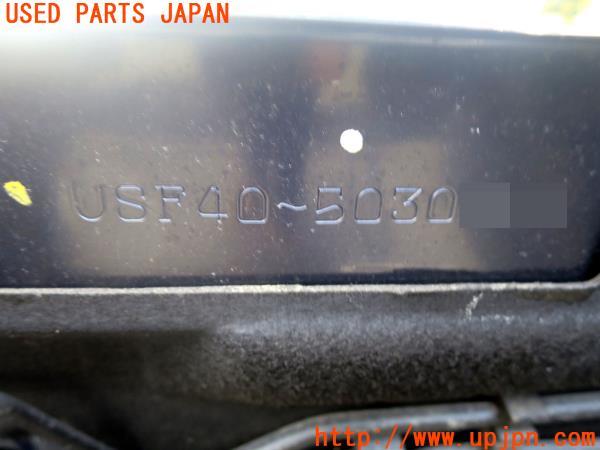 USED PARTS JAPAN
USF40-5030
http://www.upjpn.com